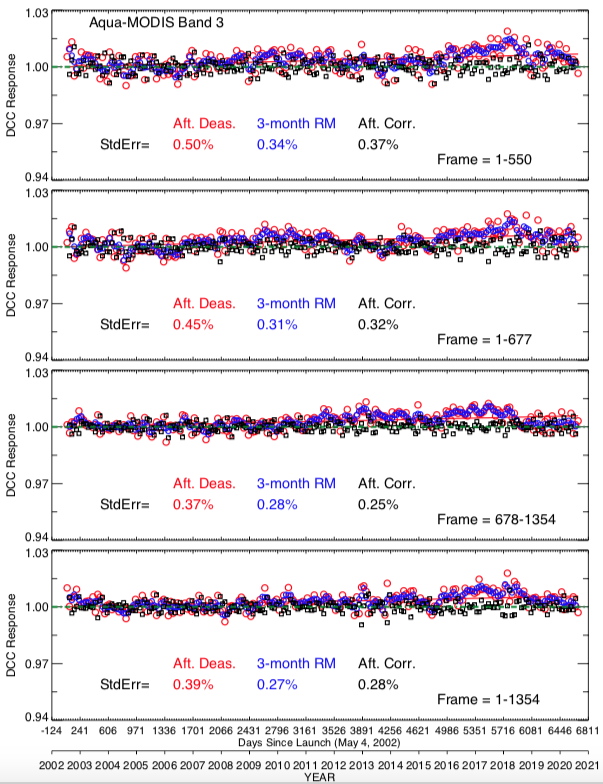 Aqua-MODIS Band 3
1.03
1.00
0.97
0.94
DCC Response
Aft. Deas. 3-month RM Aft. Corr.
StdErr= 0.50% 0.34% 0.37%
Frame = 1-550
1.03
1.00
0.97
0.94
DCC Response
Aft. Deas. 3-month RM Aft. Corr.
StdErr= 0.45% 0.31% 0.32%
Frame = 1-677
1.03
1.00
0.97
0.94
DCC Response
Aft. Deas. 3-month RM Aft. Corr.
StdErr= 0.37% 0.28% 0.25%
Frame = 678-1354
1.03
1.00
0.97
0.94
DCC Response
Aft. Deas. 3-month RM Aft. Corr.
StdErr= 0.39% 0.27% 0.28%
Frame = 1-1354
-124 241 606 971 1336 1701 2066 2431 2796 3161 3526 3891 4256 4621 4986 5351 5716 6081 6446 6811
Days Since Launch (May 4, 2002)
2002 2003 2004 2005 2006 2007 2008 2009 2010 2011 2012 2013 2014 2015 2016 2017 2018 2019 2020 2021
YEAR